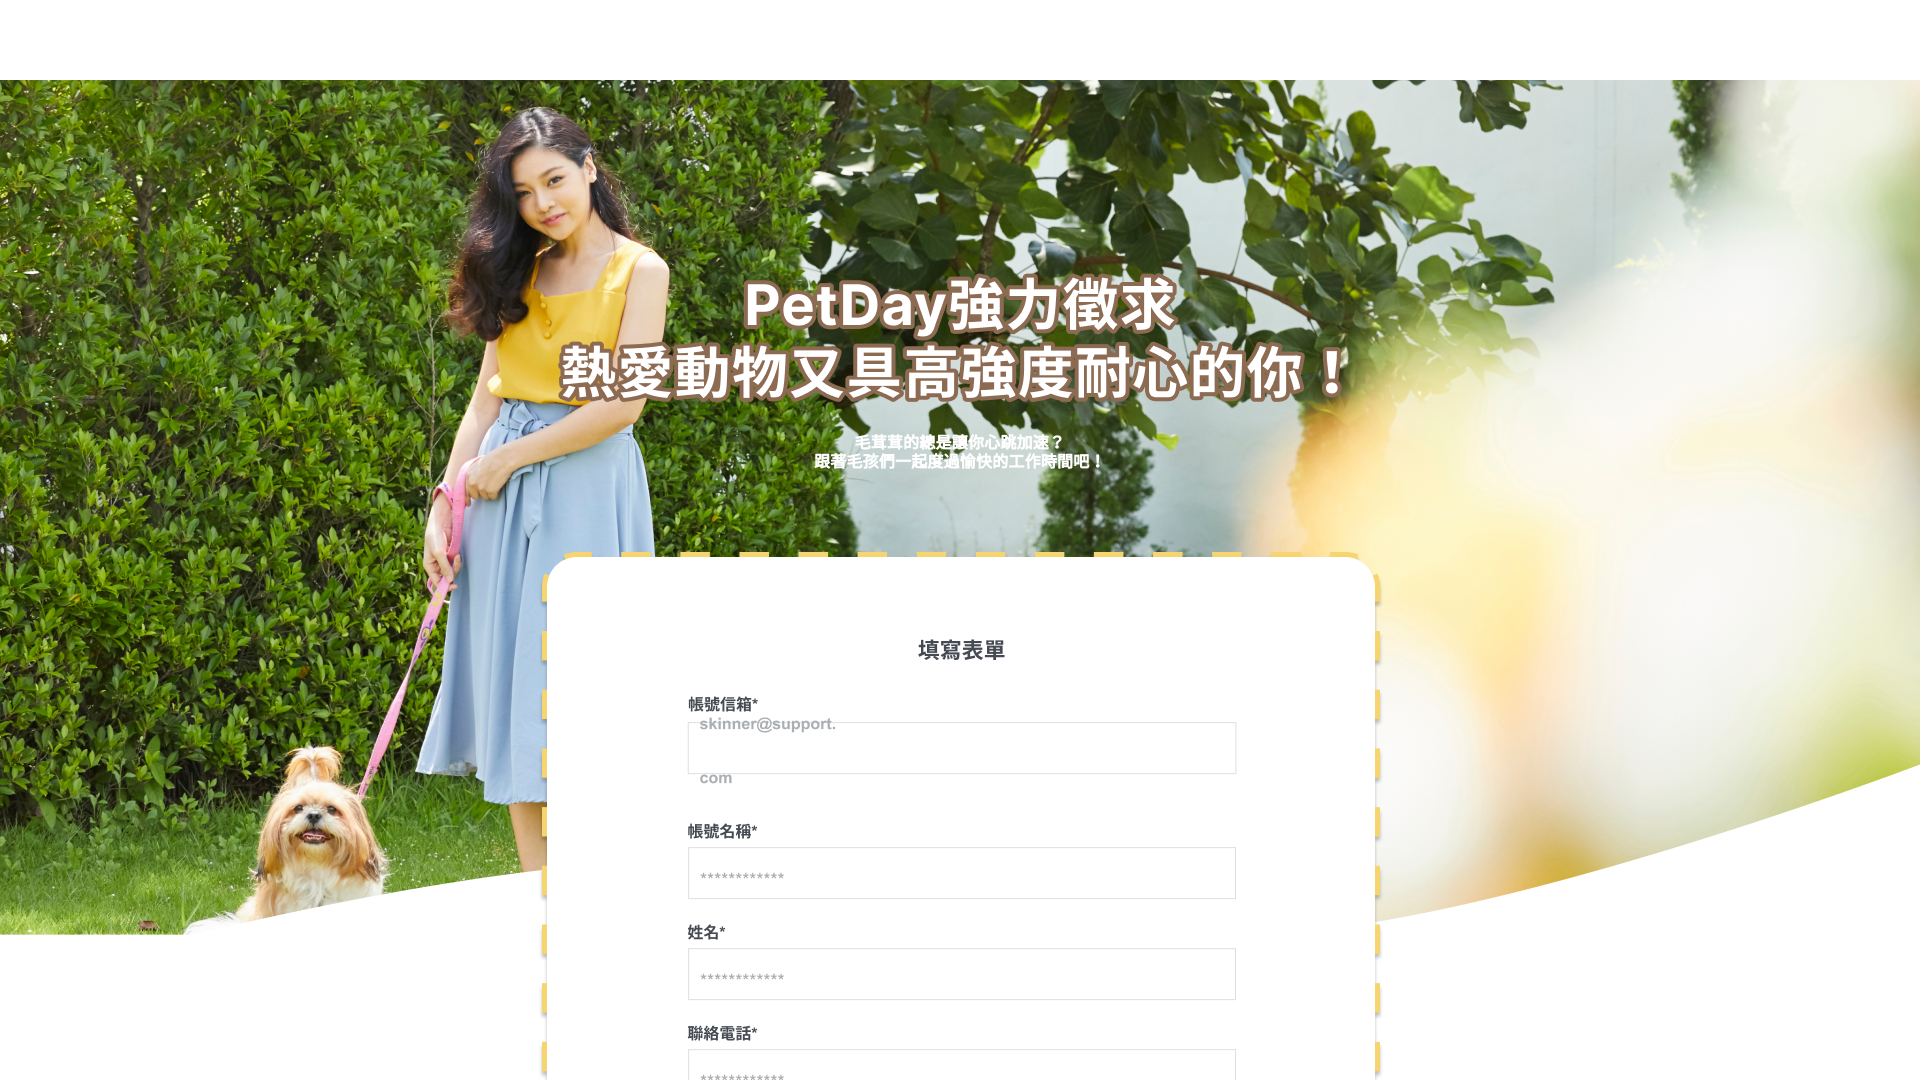 PetDay強力徵求
熱愛動物又具高強度耐心的你！
毛茸茸的總是讓你心跳加速？
跟著毛孩們一起度過愉快的工作時間吧！
填寫表單
帳號信箱*
skinner@support.
com
帳號名稱*
************
姓名*
************
聯絡電話*
************